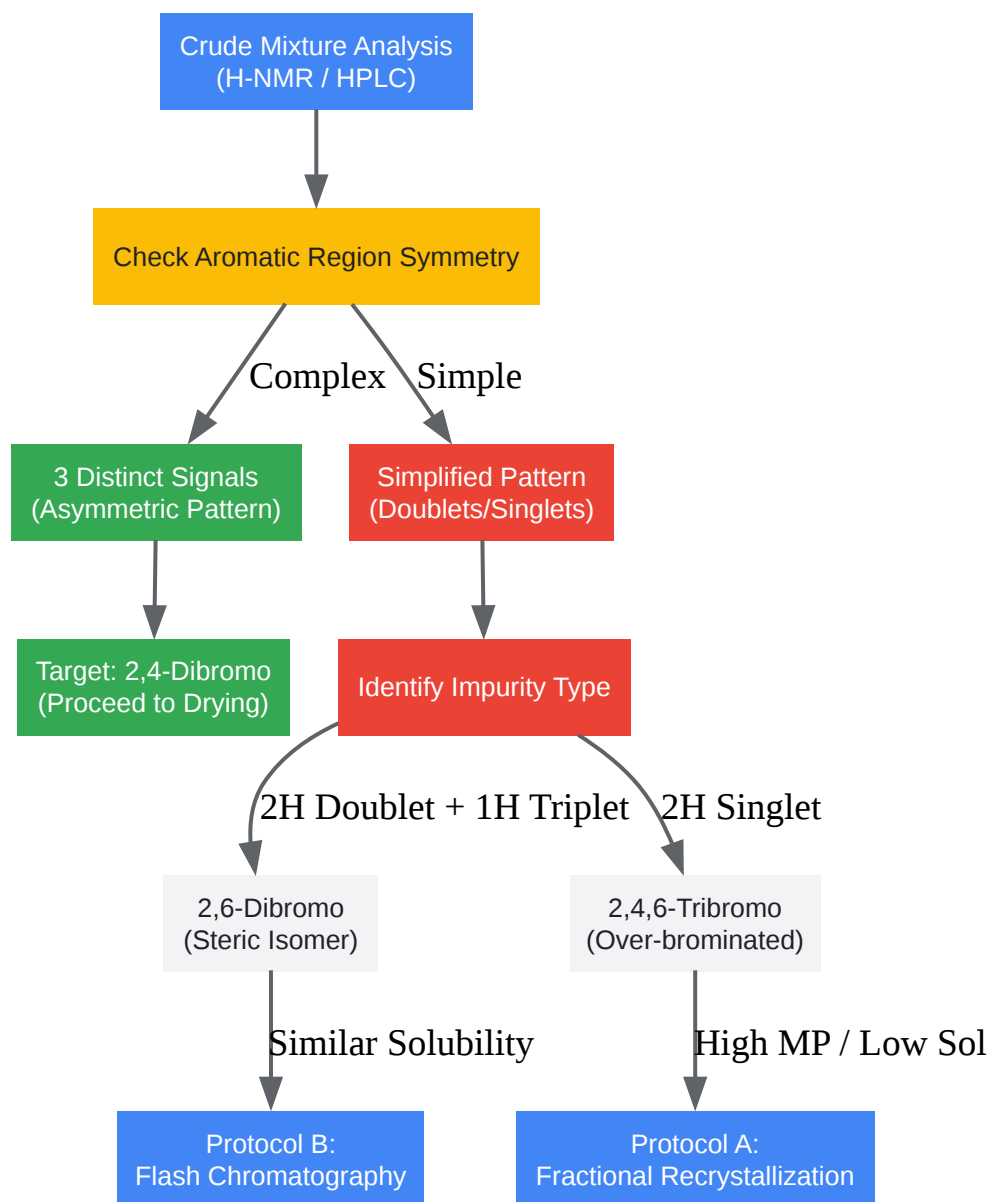 Crude Mixture Analysis
(H-NMR / HPLC)
Check Aromatic Region Symmetry
Complex
Simple
3 Distinct Signals
(Asymmetric Pattern)
Simplified Pattern
(Doublets/Singlets)
Target: 2,4-Dibromo
(Proceed to Drying)
Identify Impurity Type
2H Doublet + 1H Triplet
2H Singlet
2,6-Dibromo
(Steric Isomer)
2,4,6-Tribromo
(Over-brominated)
Similar Solubility
High MP / Low Sol
Protocol B:
Flash Chromatography
Protocol A:
Fractional Recrystallization